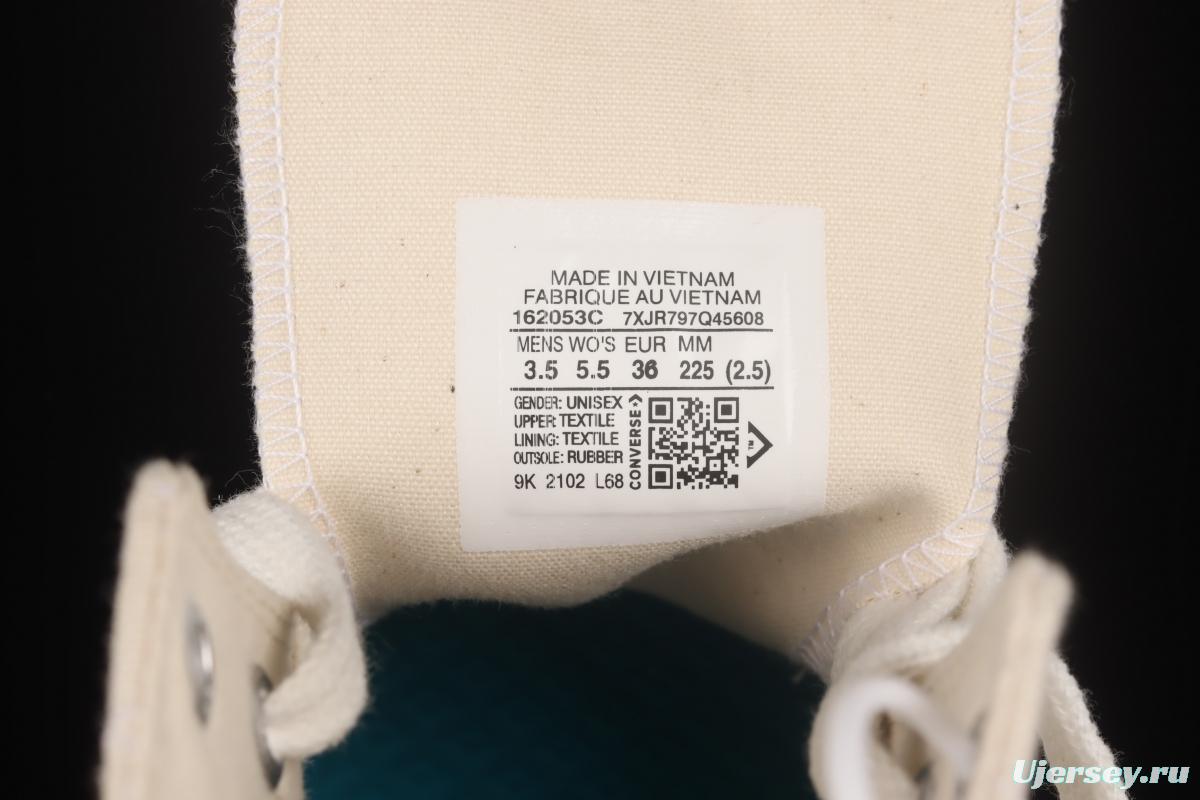 MADE IN VIETNAM
FABRIQUE AU VIETNAM
162053C 7XJR797Q45608
MENS WO'S EUR MM
3.5 5.5 36 225 (2.5)
GENDER: UNISEX
UPPER: TEXTILE
LINING: TEXTILE
OUTSOLE: RUBBER
9K 2102 L68
CONVERSE
TM
Ujersey.ru